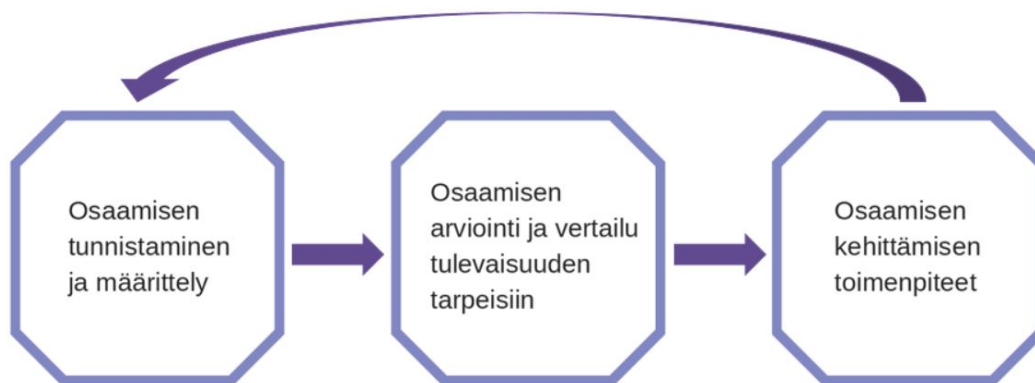 Osaamisen
tunnistaminen
ja määrittely
Osaamisen
arviointi ja vertailu
tulevaisuuden
tarpeisiin
Osaamisen
kehittämisen
toimenpiteet